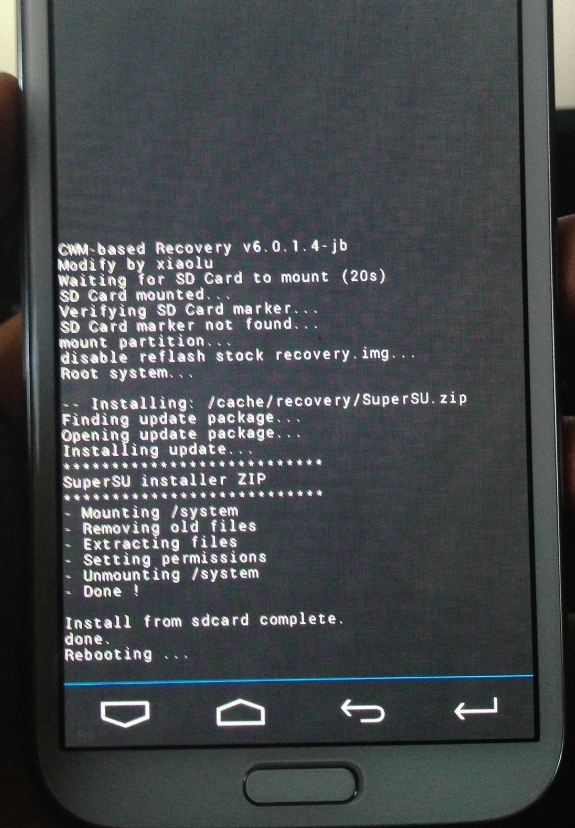 CWM-based Recovery v6.0.1.4-jb
Modify by xiaolu
Waiting for SD Card to mount (20s)
SD Card mounted...
Verifying SD Card marker...
SD Card marker not found...
mount partition...
disable reflash stock recovery.img...
Root system...
-- Installing: /cache/recovery/SuperSU.zip
Finding update package...
Opening update package...
Installing update...
***************************
SuperSU installer ZIP
***************************
- Mounting /system
- Removing old files
- Extracting files
- Setting permissions
- Unmounting /system
- Done !
Install from sdcard complete.
done.
Rebooting ...